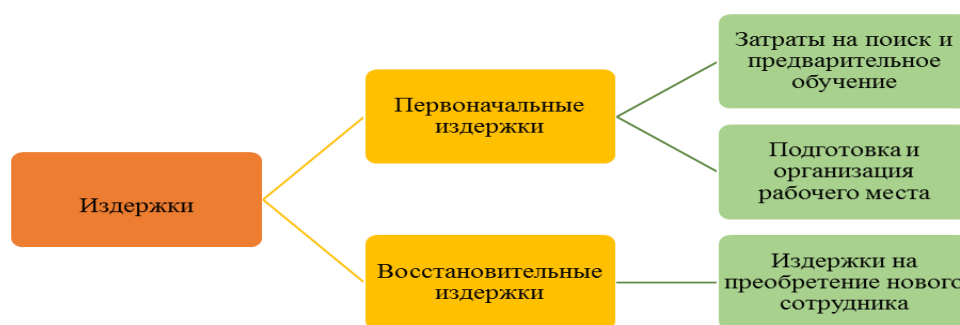 Издержки
Первоначальные
издержки
Затраты на поиск и
предварительное
обучение
Подготовка и
организация
рабочего места
Восстановительные
издержки
Издержки на
преобретение нового
сотрудника